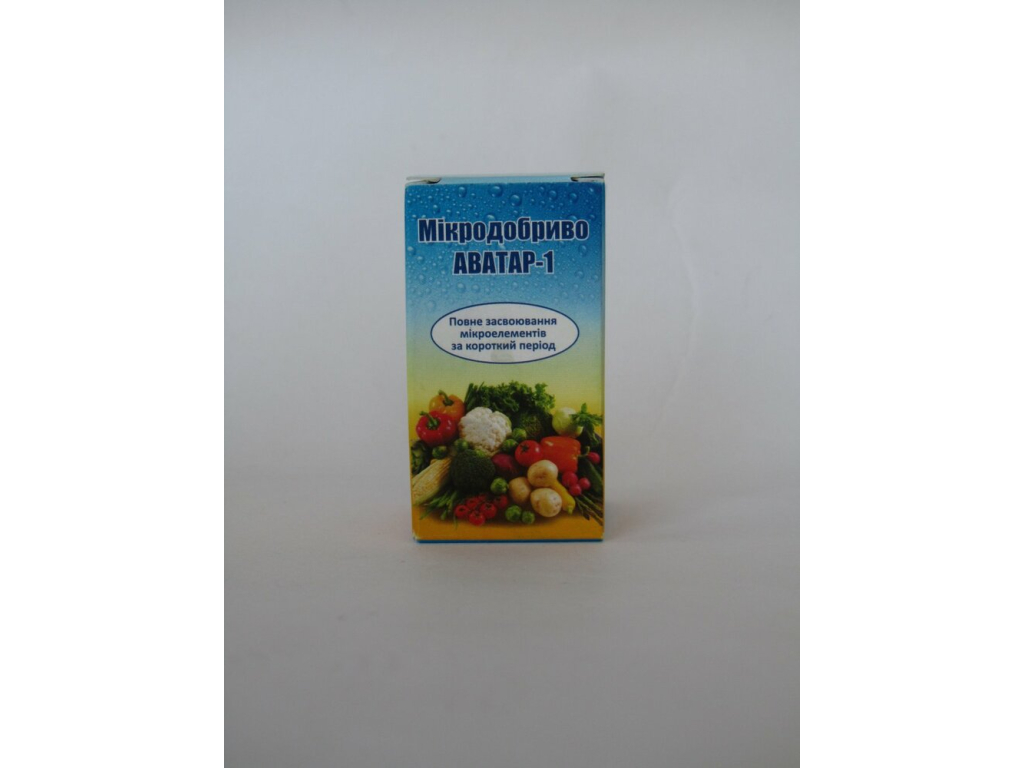 Мікродобриво
АВАТАР-1
Повне засвоювання
мікроелементів
за короткий період